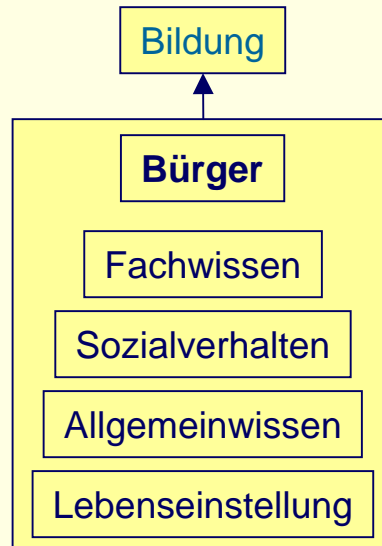 Bildung
Bürger
Fachwissen
Sozialverhalten
Allgemeinwissen
Lebenseinstellung